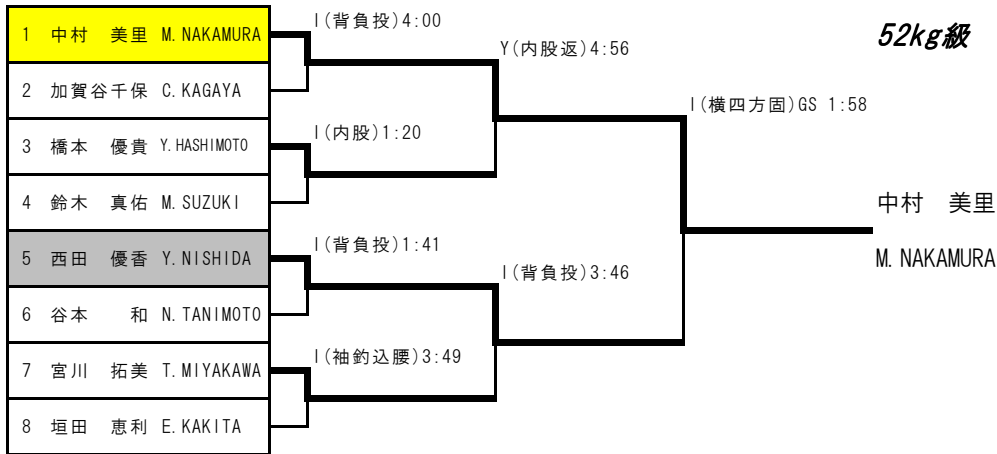 52kg級
1 中村　美里 M. NAKAMURA
2 加賀谷千保 C. KAGAYA
3 橋本　優貴 Y. HASHIMOTO
4 鈴木　真佑 M. SUZUKI
5 西田　優香 Y. NISHIDA
6 谷本　　和 N. TANIMOTO
7 宮川　拓美 T. MIYAKAWA
8 垣田　恵利 E. KAKITA
I(背負投)4:00
I(内股)1:20
I(背負投)1:41
I(袖釣込腰)3:49
Y(内股返)4:56
I(背負投)3:46
I(横四方固)GS 1:58
中村　美里
M. NAKAMURA